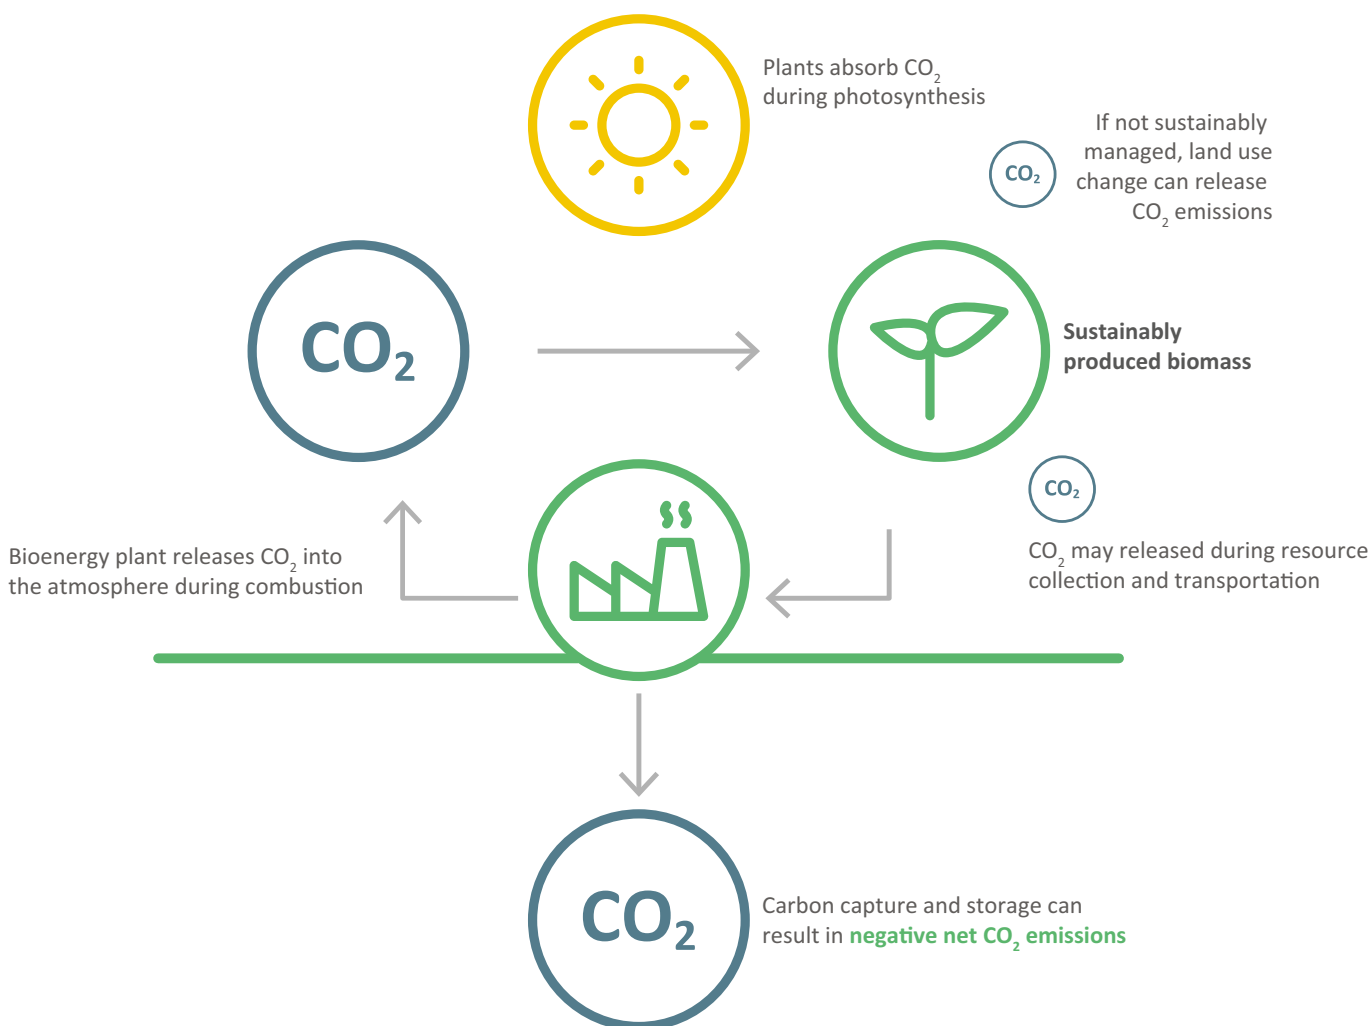 Plants absorb CO₂
during photosynthesis
If not sustainably
managed, land use
change can release
CO₂ emissions
CO₂
CO₂
Sustainably
produced biomass
CO₂
CO₂ may released during resource
collection and transportation
Bioenergy plant releases CO₂ into
the atmosphere during combustion
CO₂
Carbon capture and storage can
result in negative net CO₂ emissions